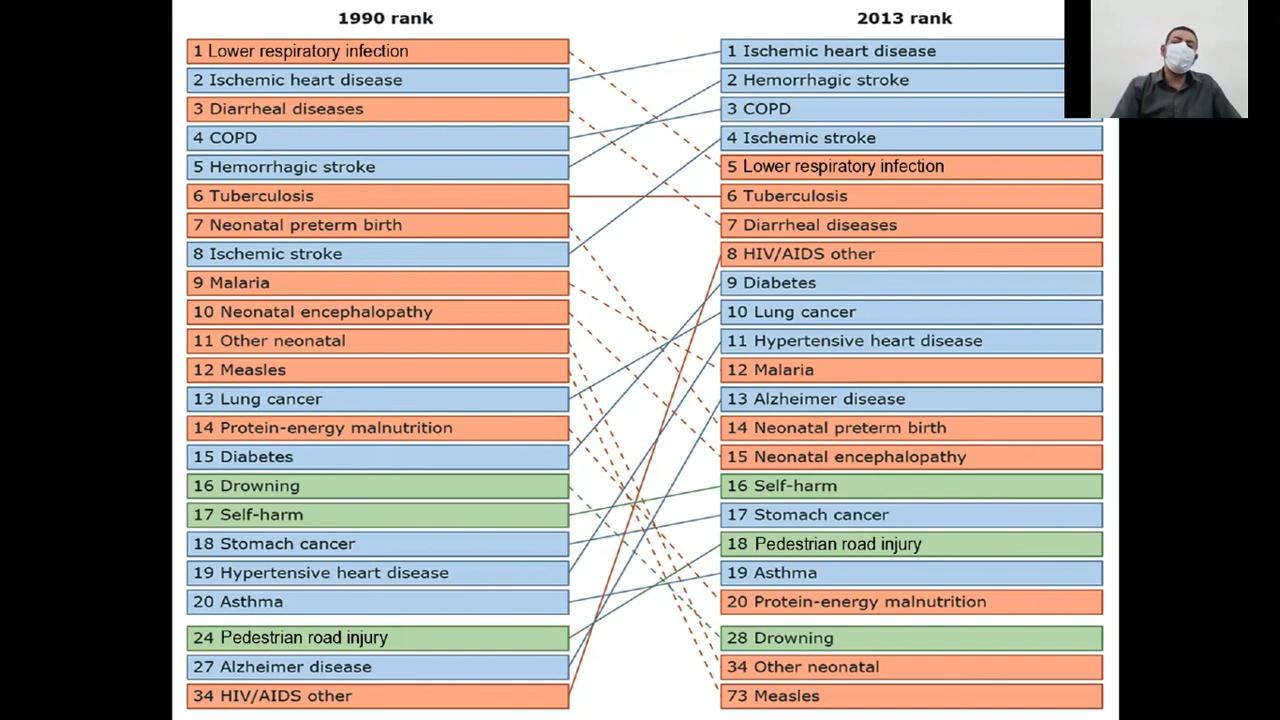 1990 rank
1 Lower respiratory infection
2 Ischemic heart disease
3 Diarrheal diseases
4 COPD
5 Hemorrhagic stroke
6 Tuberculosis
7 Neonatal preterm birth
8 Ischemic stroke
9 Malaria
10 Neonatal encephalopathy
11 Other neonatal
12 Measles
13 Lung cancer
14 Protein-energy malnutrition
15 Diabetes
16 Drowning
17 Self-harm
18 Stomach cancer
19 Hypertensive heart disease
20 Asthma
24 Pedestrian road injury
27 Alzheimer disease
34 HIV/AIDS other
2013 rank
1 Ischemic heart disease
2 Hemorrhagic stroke
3 COPD
4 Ischemic stroke
5 Lower respiratory infection
6 Tuberculosis
7 Diarrheal diseases
8 HIV/AIDS other
9 Diabetes
10 Lung cancer
11 Hypertensive heart disease
12 Malaria
13 Alzheimer disease
14 Neonatal preterm birth
15 Neonatal encephalopathy
16 Self-harm
17 Stomach cancer
18 Pedestrian road injury
19 Asthma
20 Protein-energy malnutrition
28 Drowning
34 Other neonatal
73 Measles